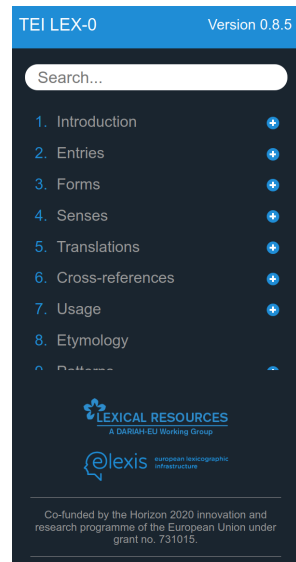 TEI LEX-0 Version 0.8.5
Search...
1. Introduction
2. Entries
3. Forms
4. Senses
5. Translations
6. Cross-references
7. Usage
8. Etymology
9. Patterns
LEXICAL RESOURCES
A DARIAH-EU Working Group
elexis european lexicographic
infrastructure
Co-funded by the Horizon 2020 innovation and
research programme of the European Union under
grant no. 731015.